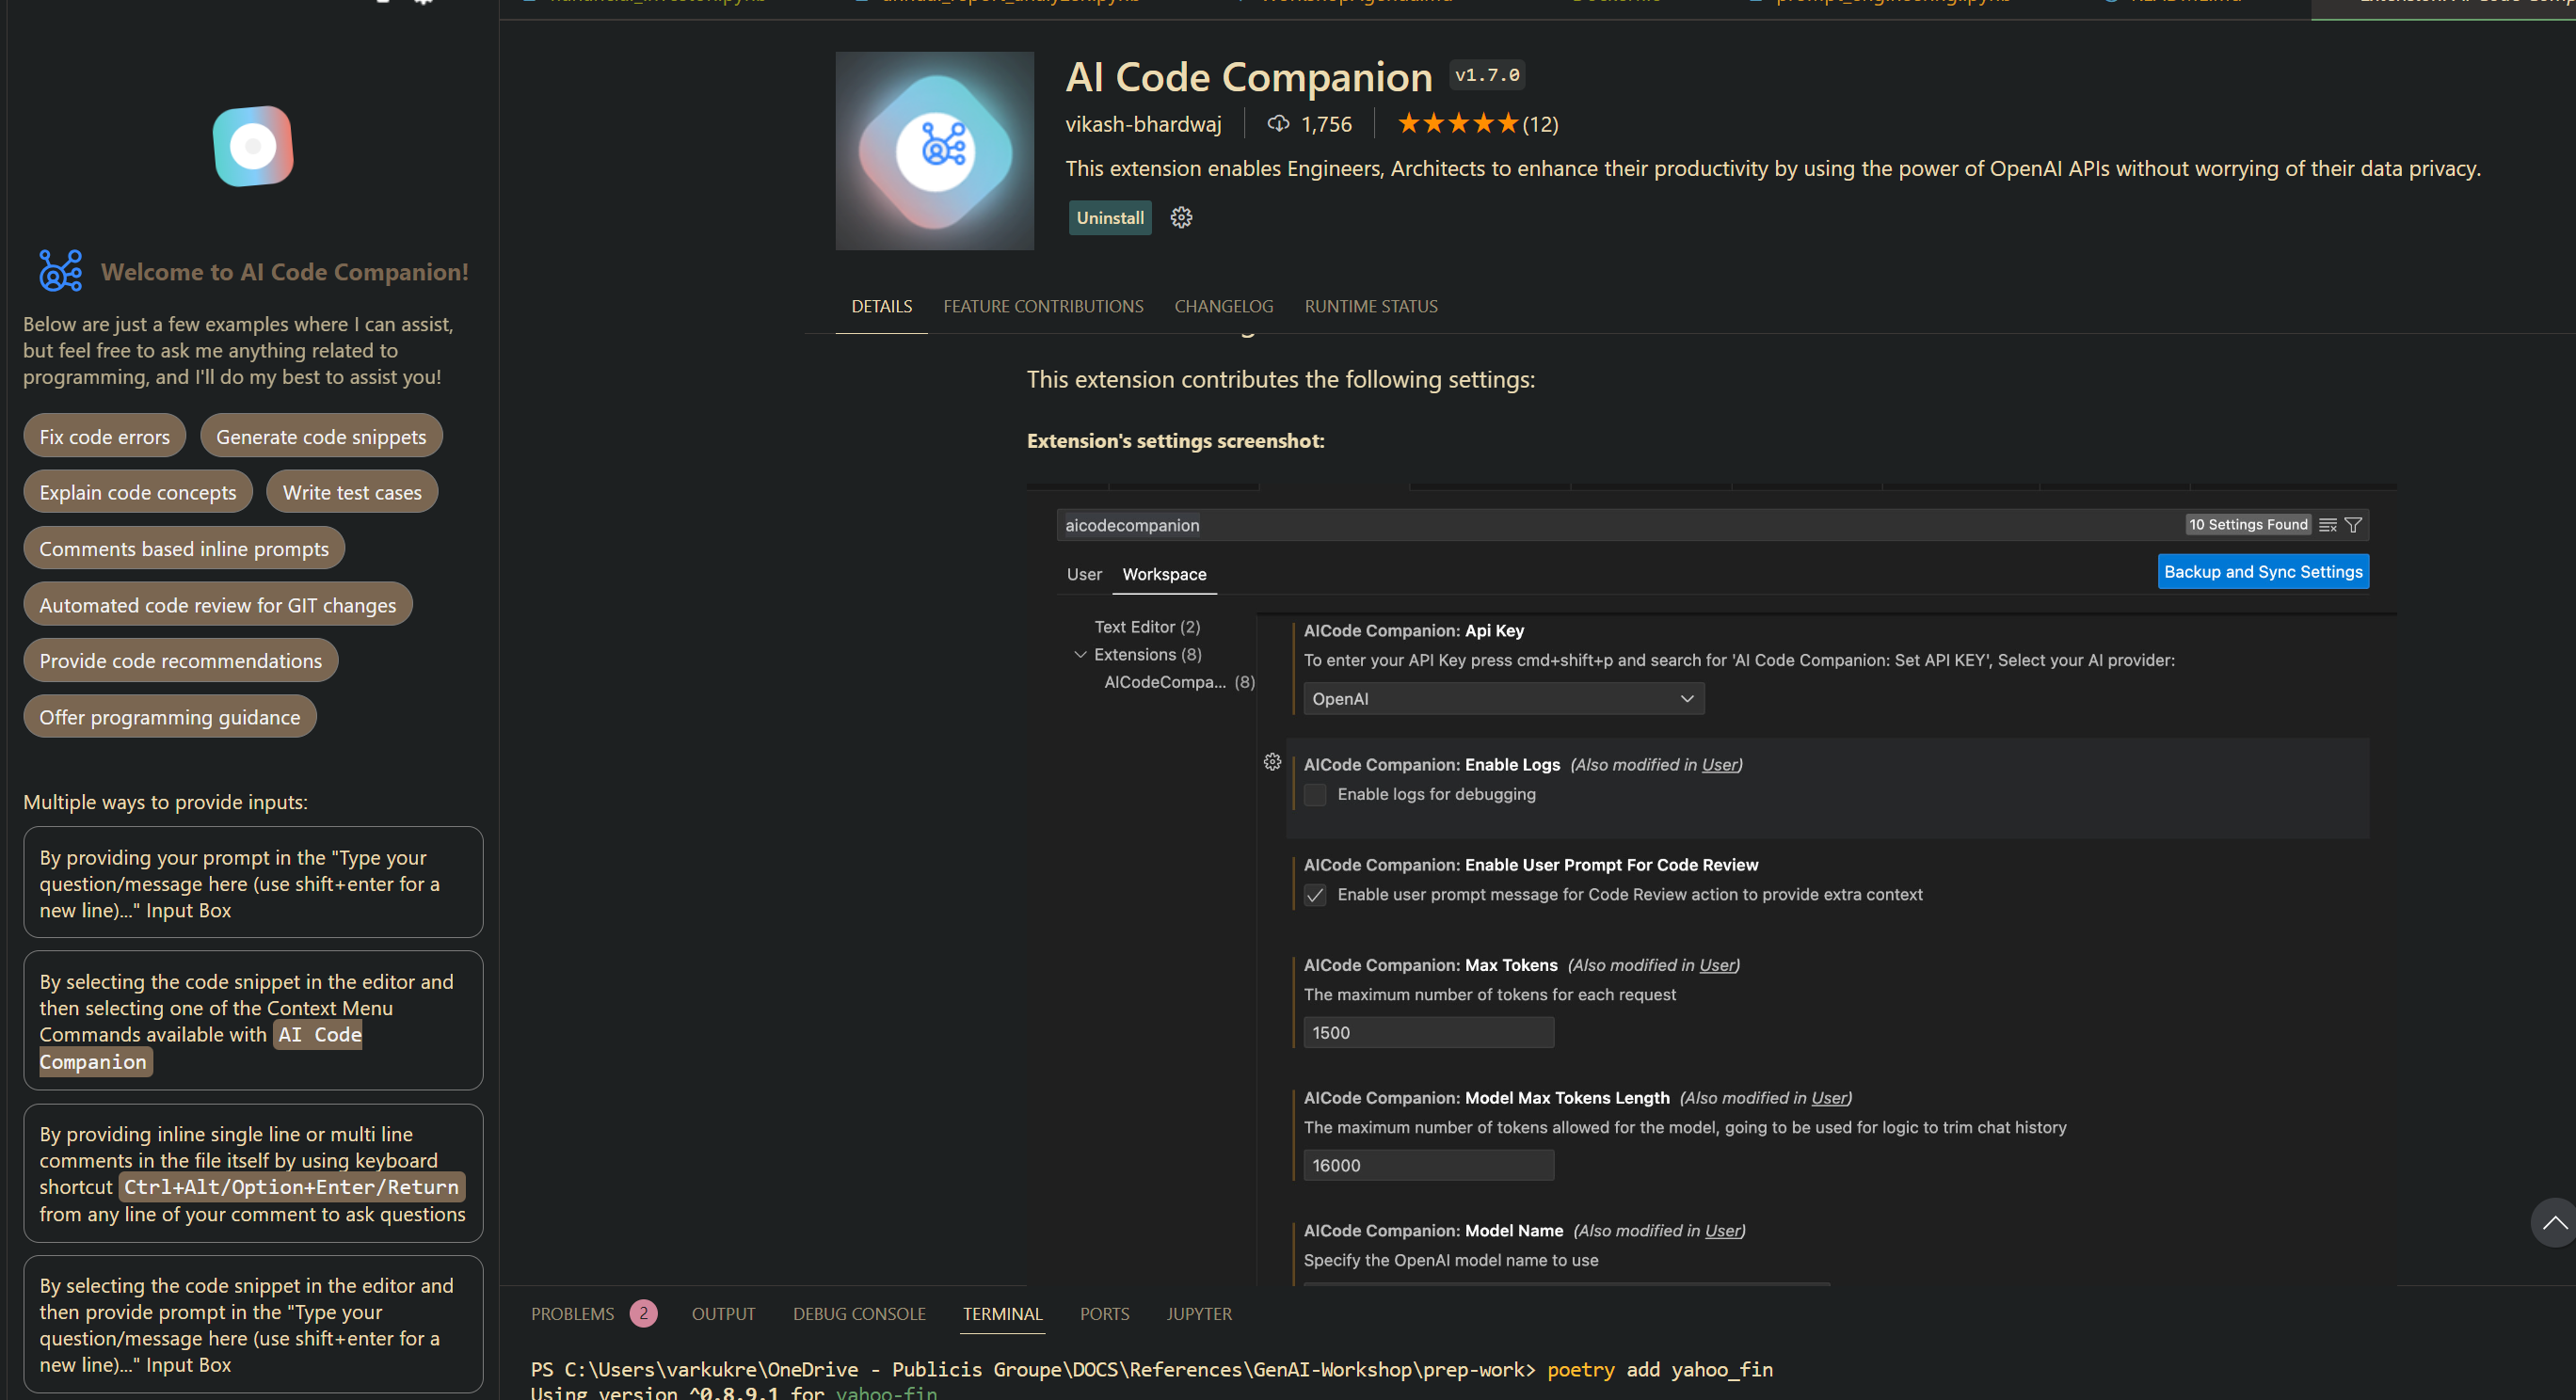 Welcome to AI Code Companion!
Below are just a few examples where I can assist,
but feel free to ask me anything related to
programming, and I'll do my best to assist you!
Fix code errors
Generate code snippets
Explain code concepts
Write test cases
Comments based inline prompts
Automated code review for GIT changes
Provide code recommendations
Offer programming guidance
Multiple ways to provide inputs:
By providing your prompt in the "Type your
question/message here (use shift+enter for a
new line)..." Input Box
By selecting the code snippet in the editor and
then selecting one of the Context Menu
Commands available with AI Code
Companion
By providing inline single line or multi line
comments in the file itself by using keyboard
shortcut Ctrl+Alt/Option+Enter/Return
from any line of your comment to ask questions
By selecting the code snippet in the editor and
then provide prompt in the "Type your
question/message here (use shift+enter for a
new line)..." Input Box
AI Code Companion v1.7.0
vikash-bhardwaj 1,756 (12)
This extension enables Engineers, Architects to enhance their productivity by using the power of OpenAI APIs without worrying of their data privacy.
Uninstall
DETAILS FEATURE CONTRIBUTIONS CHANGELOG RUNTIME STATUS
This extension contributes the following settings:
Extension's settings screenshot:
aicodecompanion
10 Settings Found
User Workspace
Backup and Sync Settings
Text Editor (2)
Extensions (8)
AICodeCompa... (8)
AICode Companion: Api Key
To enter your API Key press cmd+shift+p and search for 'AI Code Companion: Set API KEY', Select your AI provider:
OpenAI
AICode Companion: Enable Logs (Also modified in User)
Enable logs for debugging
AICode Companion: Enable User Prompt For Code Review
Enable user prompt message for Code Review action to provide extra context
AICode Companion: Max Tokens (Also modified in User)
The maximum number of tokens for each request
1500
AICode Companion: Model Max Tokens Length (Also modified in User)
The maximum number of tokens allowed for the model, going to be used for logic to trim chat history
16000
AICode Companion: Model Name (Also modified in User)
Specify the OpenAI model name to use
PROBLEMS 2 OUTPUT DEBUG CONSOLE TERMINAL PORTS JUPYTER
PS C:\Users\varkukre\OneDrive - Publicis Groupe\DOCS\References\GenAI-Workshop\prep-work> poetry add yahoo_fin
Using version ^0.8.9.1 for yahoo-fin